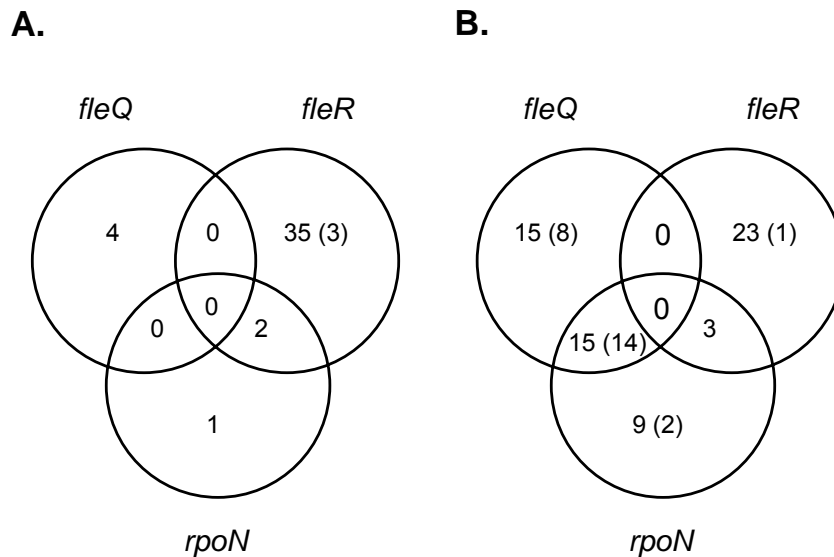 A.
B.
fleQ
fleR
fleQ
fleR
4
0
35 (3)
15 (8)
0
23 (1)
0
0
2
0
15 (14)
3
1
9 (2)
rpoN
rpoN